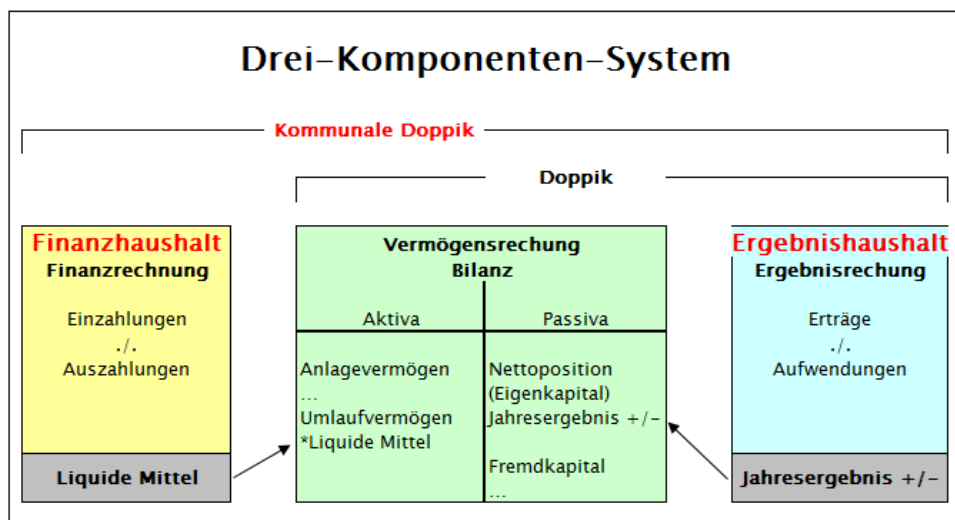 Drei-Komponenten-System
Kommunale Doppik
Doppik
Finanzhaushalt
Finanzrechnung
Einzahlungen
./.
Auszahlungen
Liquide Mittel
Vermögensrechung
Bilanz
Aktiva
Passiva
Anlagevermögen
...
Umlaufvermögen
*Liquide Mittel
Nettoposition
(Eigenkapital)
Jahresergebnis +/-
Fremdkapital
...
Ergebnishaushalt
Ergebnisrechung
Erträge
./.
Aufwendungen
Jahresergebnis +/-